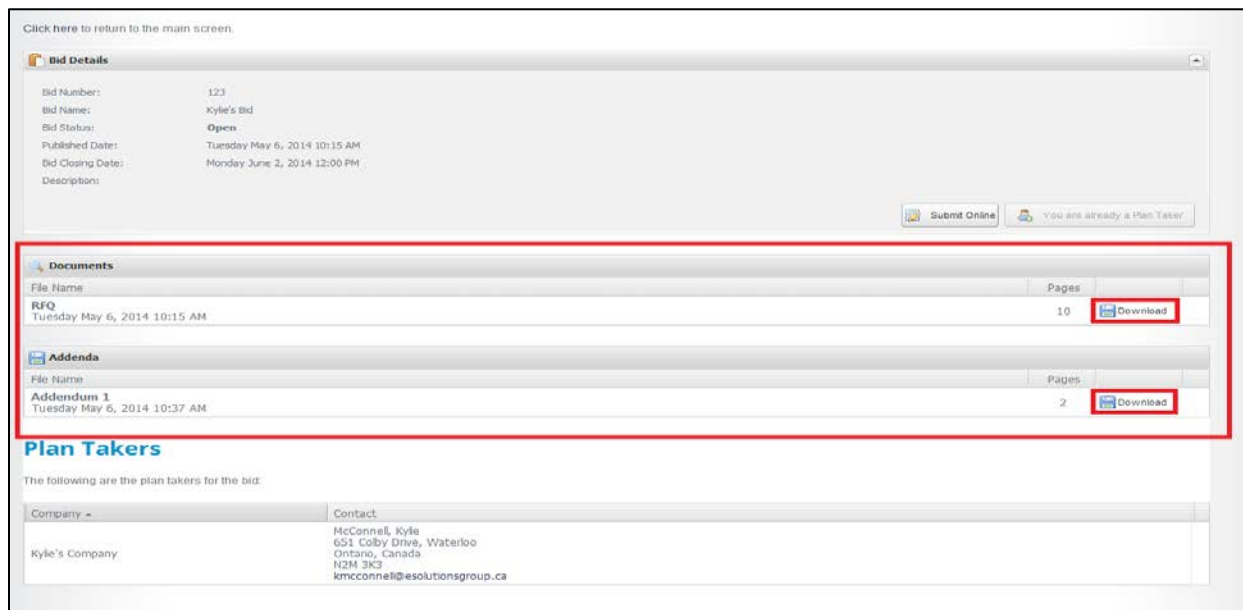 Click here to return to the main screen.
Bid Details
Bid Number: 123
Bid Name: Kylie's Bid
Bid Status: Open
Published Date: Tuesday May 6, 2014 10:15 AM
Bid Closing Date: Monday June 2, 2014 12:00 PM
Description:
Submit Online You are already a Plan Taker.
Documents
File Name Pages
RFQ
Tuesday May 6, 2014 10:15 AM 10 Download
Addenda
File Name Pages
Addendum 1
Tuesday May 6, 2014 10:37 AM 2 Download
Plan Takers
The following are the plan takers for the bid:
Company Contact
McConnell, Kylie
651 Colby Drive, Waterloo
Kylie's Company Ontario, Canada
N2M 3K3
kmcconnell@esolutionsgroup.ca